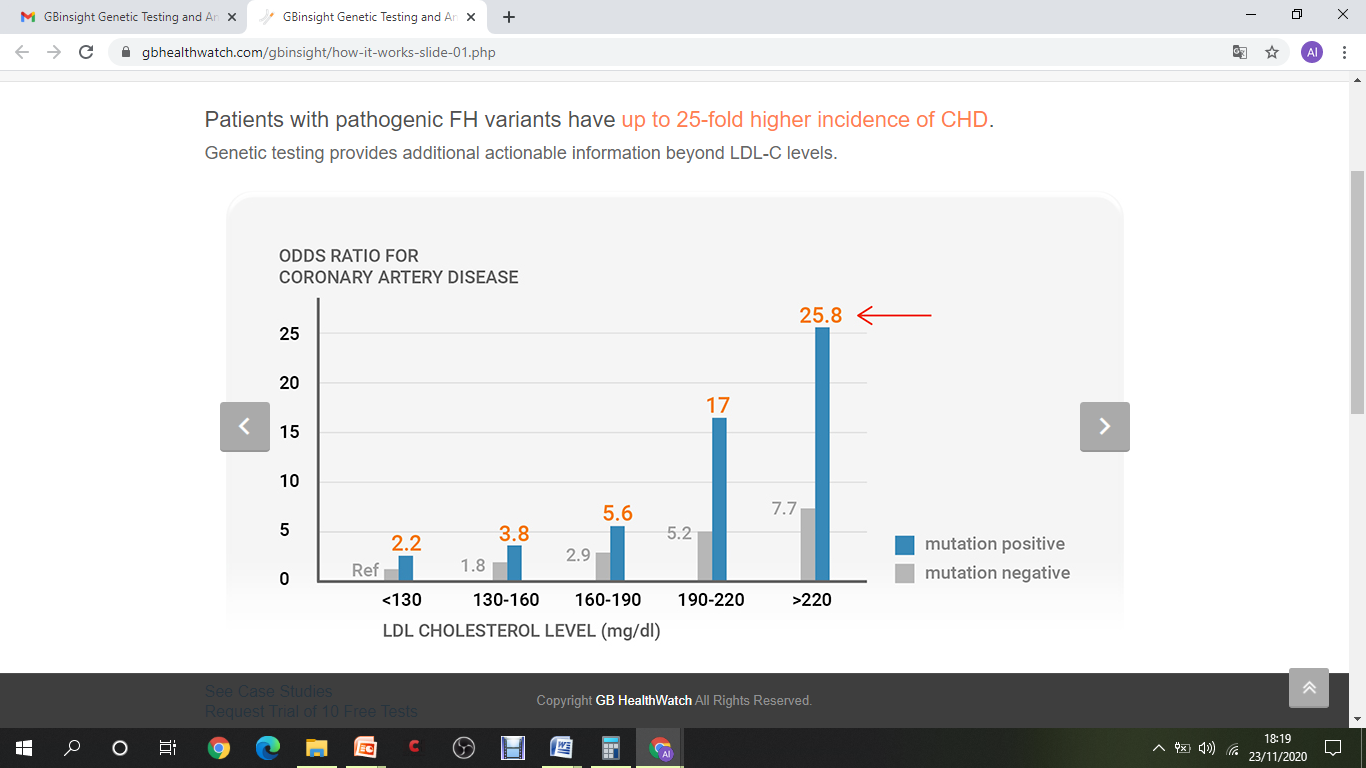 GBinsight Genetic Testing and An
GBinsight Genetic Testing and An
gbhealthwatch.com/gbinsight/how-it-works-slide-01.php
AI
Patients with pathogenic FH variants have up to 25-fold higher incidence of CHD.
Genetic testing provides additional actionable information beyond LDL-C levels.
ODDS RATIO FOR
CORONARY ARTERY DISEASE
25
20
15
10
5
0
Ref
2.2
1.8
3.8
2.9
5.6
5.2
17
7.7
25.8
<130
130-160
160-190
190-220
>220
LDL CHOLESTEROL LEVEL (mg/dl)
mutation positive
mutation negative
See Case Studies
Request Trial of 10 Free Tests
Copyright GB HealthWatch All Rights Reserved.
18:19
23/11/2020